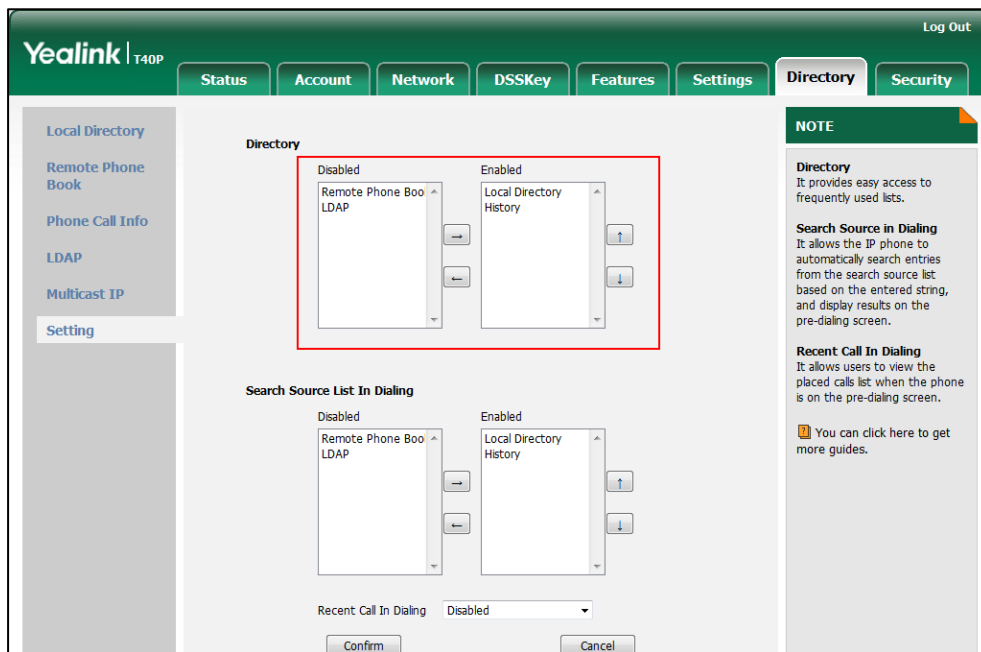 Log Out
Yealink T40P
Status Account Network DSSKey Features Settings Directory Security
Local Directory
Remote Phone
Book
Phone Call Info
LDAP
Multicast IP
Setting
Directory
Disabled Enabled
Remote Phone Boo
LDAP
Local Directory
History
→ ↑
← ↓
Search Source List In Dialing
Disabled Enabled
Remote Phone Boo
LDAP
Local Directory
History
→ ↑
← ↓
Recent Call In Dialing Disabled
Confirm Cancel
NOTE
Directory
It provides easy access to
frequently used lists.
Search Source in Dialing
It allows the IP phone to
automatically search entries
from the search source list
based on the entered string,
and display results on the
pre-dialing screen.
Recent Call In Dialing
It allows users to view the
placed calls list when the phone
is on the pre-dialing screen.
? You can click here to get
more guides.